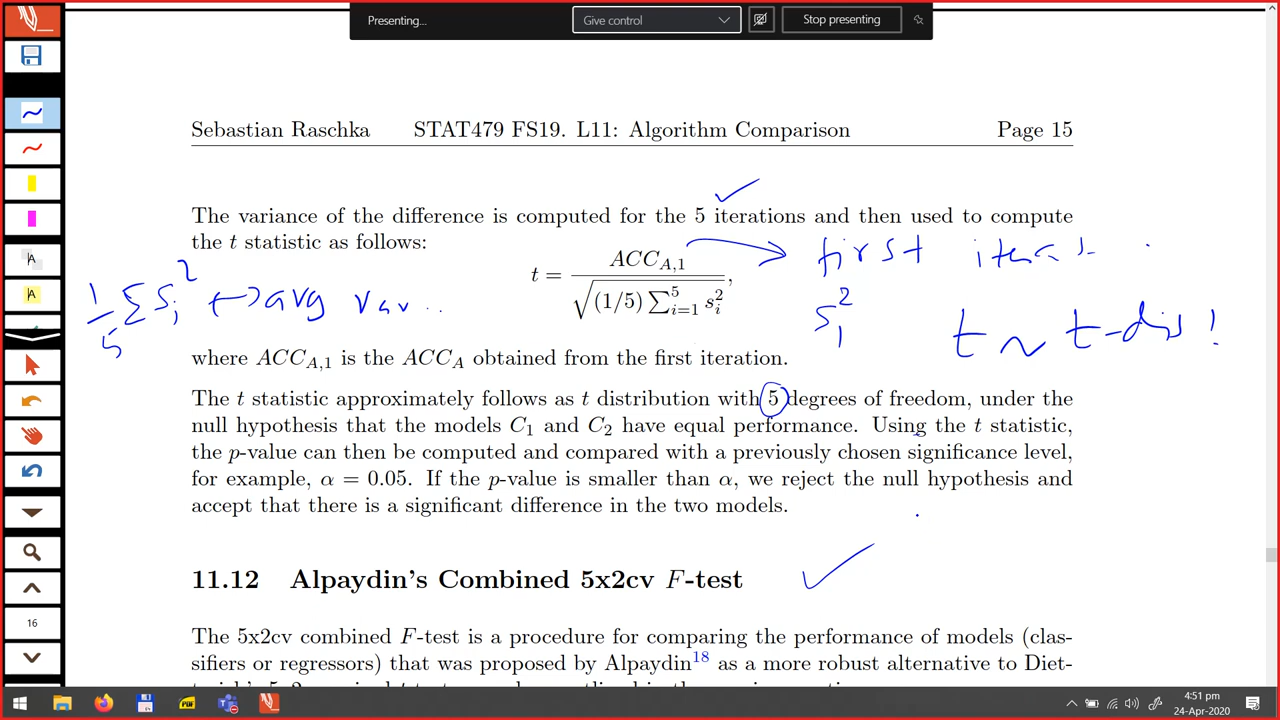 Presenting...
Give control
Stop presenting
Sebastian Raschka STAT479 FS19. L11: Algorithm Comparison Page 15
The variance of the difference is computed for the 5 iterations and then used to compute
the t statistic as follows:
t = ACC_{A,1} / √((1/5) ∑_{i=1}^{5} s_i^2),
first
1/5 ∑ S_i^2 ↔ avg var..
s_1^2
t ~ t-dis!
where ACC_{A,1} is the ACC_A obtained from the first iteration.
The t statistic approximately follows as t distribution with 5 degrees of freedom, under the
null hypothesis that the models C_1 and C_2 have equal performance. Using the t statistic,
the p-value can then be computed and compared with a previously chosen significance level,
for example, α = 0.05. If the p-value is smaller than α, we reject the null hypothesis and
accept that there is a significant difference in the two models.
11.12 Alpaydin's Combined 5x2cv F-test
The 5x2cv combined F-test is a procedure for comparing the performance of models (clas-
sifiers or regressors) that was proposed by Alpaydin18 as a more robust alternative to Diet-
A
A
16
PDF
4:51 pm
24-Apr-2020